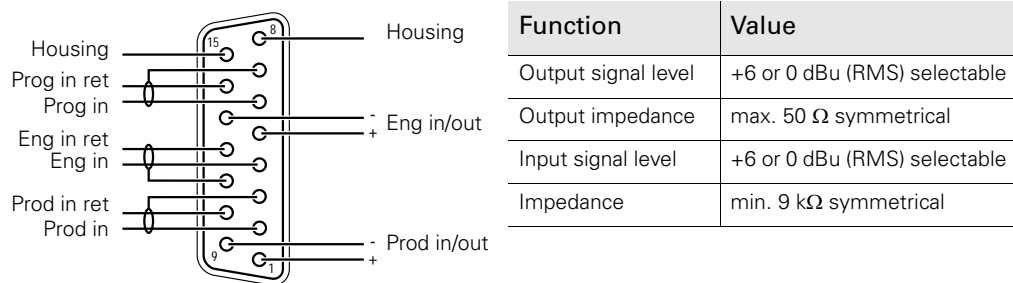 8
15
Housing
Prog in ret
Prog in
Eng in ret
Eng in
Prod in ret
Prod in
9
1
Housing
- Eng in/out
+
- Prod in/out
+
Function Value
Output signal level +6 or 0 dBu (RMS) selectable
Output impedance max. 50 Ω symmetrical
Input signal level +6 or 0 dBu (RMS) selectable
Impedance min. 9 kΩ symmetrical